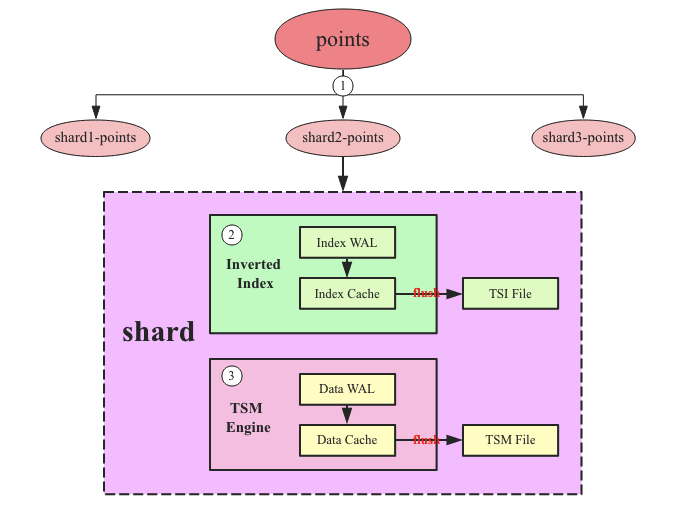 points
1
shard1-points
shard2-points
shard3-points
shard
2
Inverted
Index
Index WAL
Index Cache
flush
TSI File
3
TSM
Engine
Data WAL
Data Cache
flush
TSM File